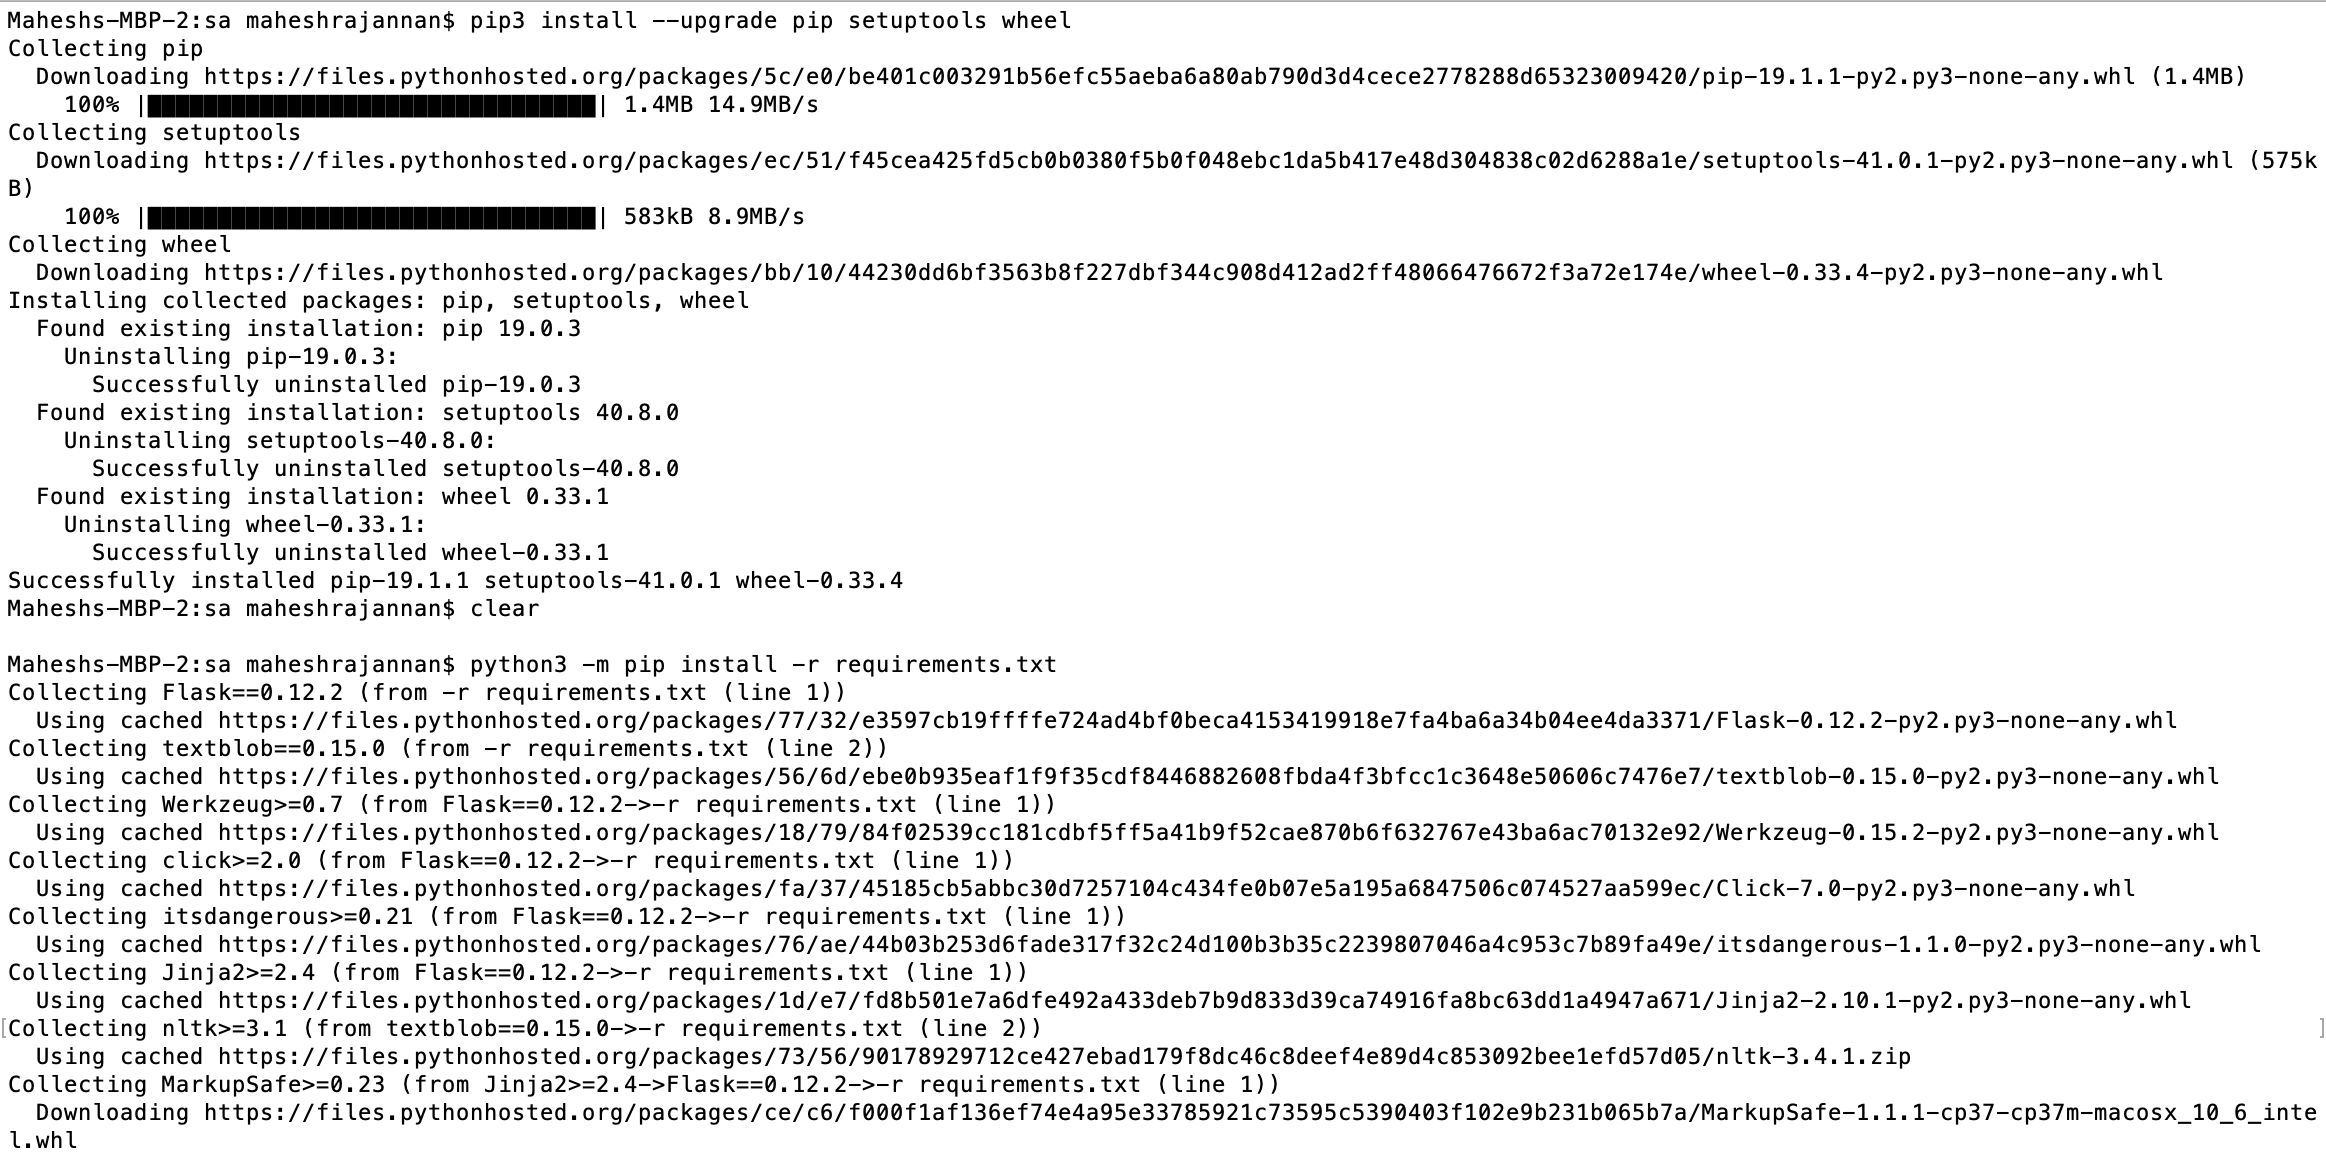 Maheshs-MBP-2:sa maheshrajannan$ pip3 install --upgrade pip setuptools wheel
Collecting pip
  Downloading https://files.pythonhosted.org/packages/5c/e0/be401c003291b56efc55aeba6a80ab790d3d4cece2778288d65323009420/pip-19.1.1-py2.py3-none-any.whl (1.4MB)
    100% |████████████████████████████████| 1.4MB 14.9MB/s
Collecting setuptools
  Downloading https://files.pythonhosted.org/packages/ec/51/f45cea425fd5cb0b0380f5b0f048ebc1da5b417e48d304838c02d6288a1e/setuptools-41.0.1-py2.py3-none-any.whl (575k
B)
    100% |████████████████████████████████| 583kB 8.9MB/s
Collecting wheel
  Downloading https://files.pythonhosted.org/packages/bb/10/44230dd6bf3563b8f227dbf344c908d412ad2ff48066476672f3a72e174e/wheel-0.33.4-py2.py3-none-any.whl
Installing collected packages: pip, setuptools, wheel
  Found existing installation: pip 19.0.3
    Uninstalling pip-19.0.3:
      Successfully uninstalled pip-19.0.3
  Found existing installation: setuptools 40.8.0
    Uninstalling setuptools-40.8.0:
      Successfully uninstalled setuptools-40.8.0
  Found existing installation: wheel 0.33.1
    Uninstalling wheel-0.33.1:
      Successfully uninstalled wheel-0.33.1
Successfully installed pip-19.1.1 setuptools-41.0.1 wheel-0.33.4
Maheshs-MBP-2:sa maheshrajannan$ clear

Maheshs-MBP-2:sa maheshrajannan$ python3 -m pip install -r requirements.txt
Collecting Flask==0.12.2 (from -r requirements.txt (line 1))
  Using cached https://files.pythonhosted.org/packages/77/32/e3597cb19ffffe724ad4bf0beca4153419918e7fa4ba6a34b04ee4da3371/Flask-0.12.2-py2.py3-none-any.whl
Collecting textblob==0.15.0 (from -r requirements.txt (line 2))
  Using cached https://files.pythonhosted.org/packages/56/6d/ebe0b935eaf1f9f35cdf8446882608fbda4f3bfcc1c3648e50606c7476e7/textblob-0.15.0-py2.py3-none-any.whl
Collecting Werkzeug>=0.7 (from Flask==0.12.2->-r requirements.txt (line 1))
  Using cached https://files.pythonhosted.org/packages/18/79/84f02539cc181cdbf5ff5a41b9f52cae870b6f632767e43ba6ac70132e92/Werkzeug-0.15.2-py2.py3-none-any.whl
Collecting click>=2.0 (from Flask==0.12.2->-r requirements.txt (line 1))
  Using cached https://files.pythonhosted.org/packages/fa/37/45185cb5abbc30d7257104c434fe0b07e5a195a6847506c074527aa599ec/Click-7.0-py2.py3-none-any.whl
Collecting itsdangerous>=0.21 (from Flask==0.12.2->-r requirements.txt (line 1))
  Using cached https://files.pythonhosted.org/packages/76/ae/44b03b253d6fade317f32c24d100b3b35c2239807046a4c953c7b89fa49e/itsdangerous-1.1.0-py2.py3-none-any.whl
Collecting Jinja2>=2.4 (from Flask==0.12.2->-r requirements.txt (line 1))
  Using cached https://files.pythonhosted.org/packages/1d/e7/fd8b501e7a6dfe492a433deb7b9d833d39ca74916fa8bc63dd1a4947a671/Jinja2-2.10.1-py2.py3-none-any.whl
[Collecting nltk>=3.1 (from textblob==0.15.0->-r requirements.txt (line 2)) ]
  Using cached https://files.pythonhosted.org/packages/73/56/90178929712ce427ebad179f8dc46c8deef4e89d4c853092bee1efd57d05/nltk-3.4.1.zip
Collecting MarkupSafe>=0.23 (from Jinja2>=2.4->Flask==0.12.2->-r requirements.txt (line 1))
  Downloading https://files.pythonhosted.org/packages/ce/c6/f000f1af136ef74e4a95e33785921c73595c5390403f102e9b231b065b7a/MarkupSafe-1.1.1-cp37-cp37m-macosx_10_6_inte
l.whl